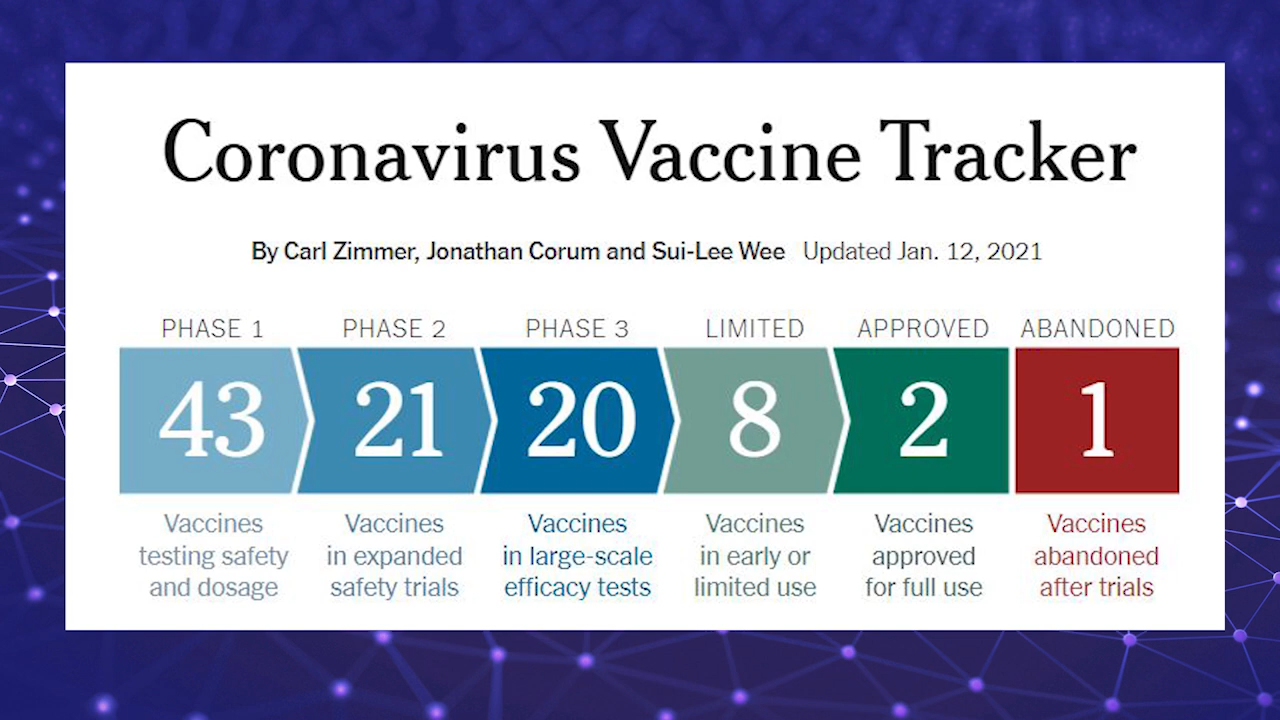 Coronavirus Vaccine Tracker
By Carl Zimmer, Jonathan Corum and Sui-Lee Wee Updated Jan. 12, 2021
PHASE 1 PHASE 2 PHASE 3 LIMITED APPROVED ABANDONED
43 21 20 8 2 1
Vaccines Vaccines Vaccines Vaccines Vaccines Vaccines
testing safety in expanded in large-scale in early or approved abandoned
and dosage safety trials efficacy tests limited use for full use after trials